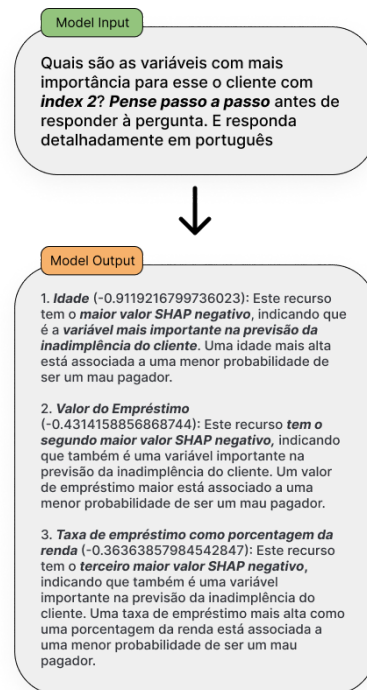 Model Input
Quais são as variáveis com mais
importância para esse o cliente com
index 2? Pense passo a passo antes de
responder à pergunta. E responda
detalhadamente em português
Model Output
1. Idade (-0.9119216799736023): Este recurso
tem o maior valor SHAP negativo, indicando que
é a variável mais importante na previsão da
inadimplência do cliente. Uma idade mais alta
está associada a uma menor probabilidade de
ser um mau pagador.
2. Valor do Empréstimo
(-0.4314158856868744): Este recurso tem o
segundo maior valor SHAP negativo, indicando
que também é uma variável importante na
previsão da inadimplência do cliente. Um valor
de empréstimo maior está associado a uma
menor probabilidade de ser um mau pagador.
3. Taxa de empréstimo como porcentagem da
renda (-0.36363857984542847): Este recurso
tem o terceiro maior valor SHAP negativo,
indicando que também é uma variável
importante na previsão da inadimplência do
cliente. Uma taxa de empréstimo mais alta como
uma porcentagem da renda está associada a
uma menor probabilidade de ser um mau
pagador.